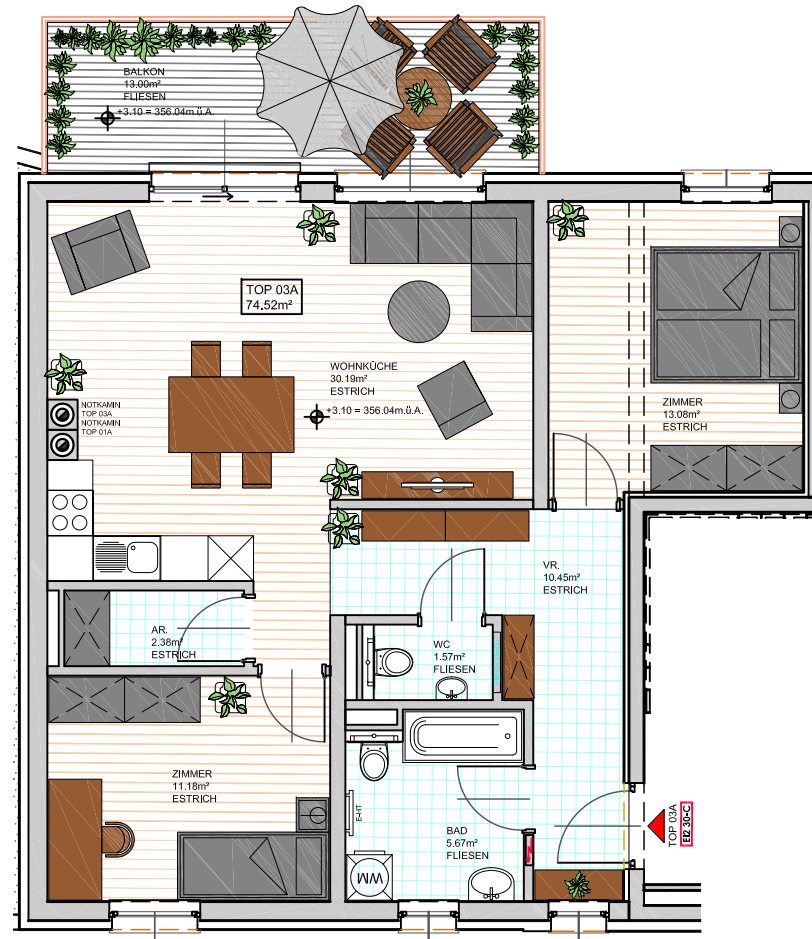 BALKON
13.00m²
FLIESEN
+3.10 = 356.04m.ü.A.
TOP 03A
74.52m²
WOHNKÜCHE
30.19m²
ESTRICH
+3.10 = 356.04m.ü.A.
NOTKAMIN
TOP 03A
NOTKAMIN
TOP 01A
ZIMMER
13.08m²
ESTRICH
VR.
10.45m²
ESTRICH
AR.
2.38m²
ESTRICH
WC
1.57m²
FLIESEN
ZIMMER
11.18m²
ESTRICH
E-HT
BAD
5.67m²
FLIESEN
WM
TOP 03A
EI2 30-C